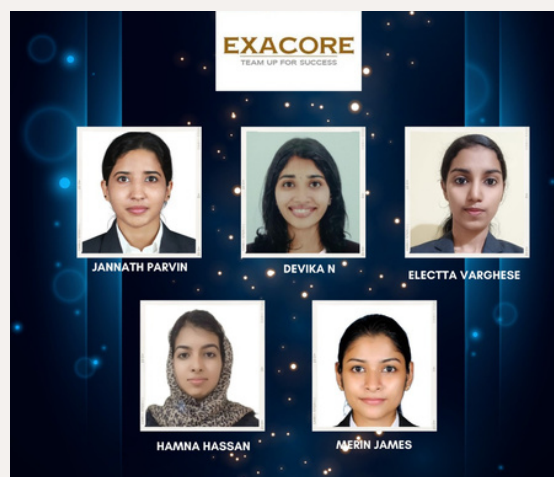 EXACORE
TEAM UP FOR SUCCESS
JANNATH PARVIN
DEVIKA N
ELECTTA VARGHESE
HAMNA HASSAN
MERIN JAMES